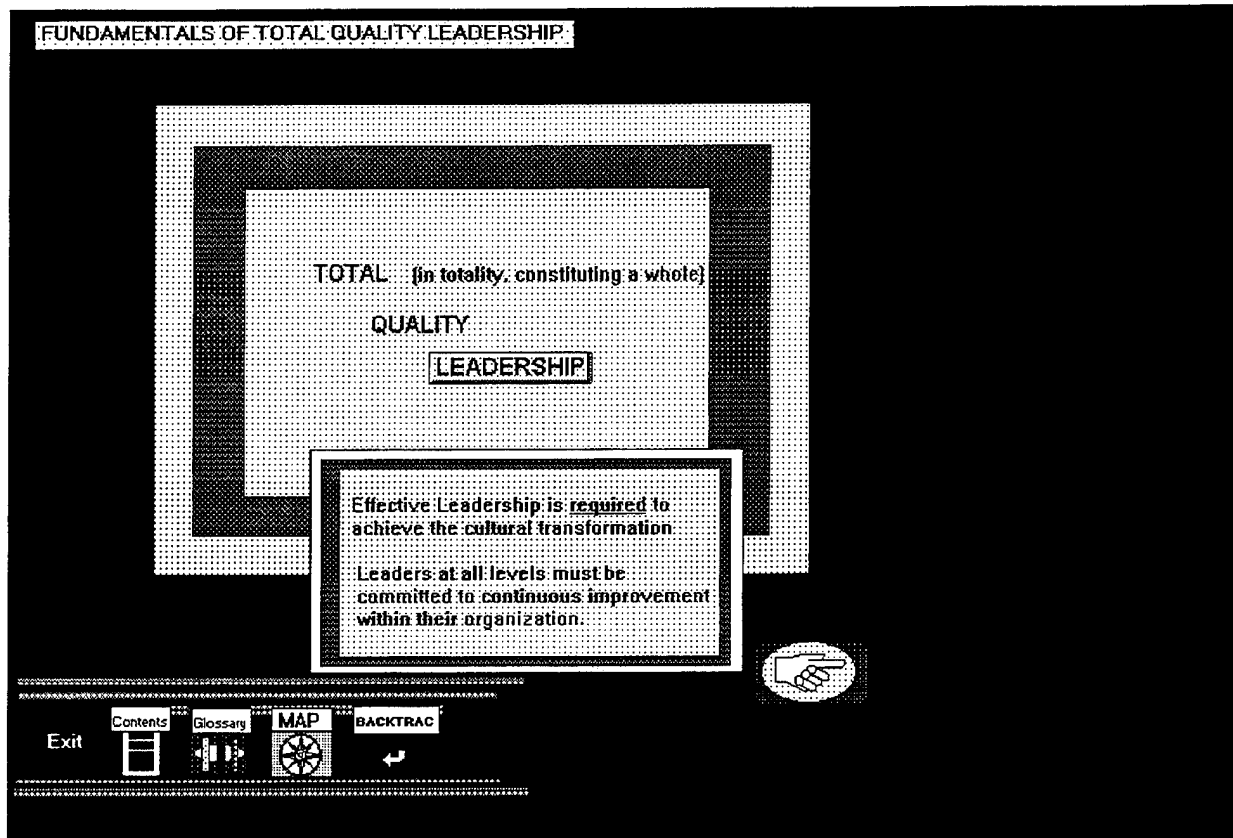 FUNDAMENTALS OF TOTAL QUALITY LEADERSHIP
TOTAL (in totality, constituting a whole)
QUALITY
LEADERSHIP
Effective Leadership is required to
achieve the cultural transformation
Leaders at all levels must be
committed to continuous improvement
within their organization.
Exit
Contents
Glossary
MAP
BACKTRAC